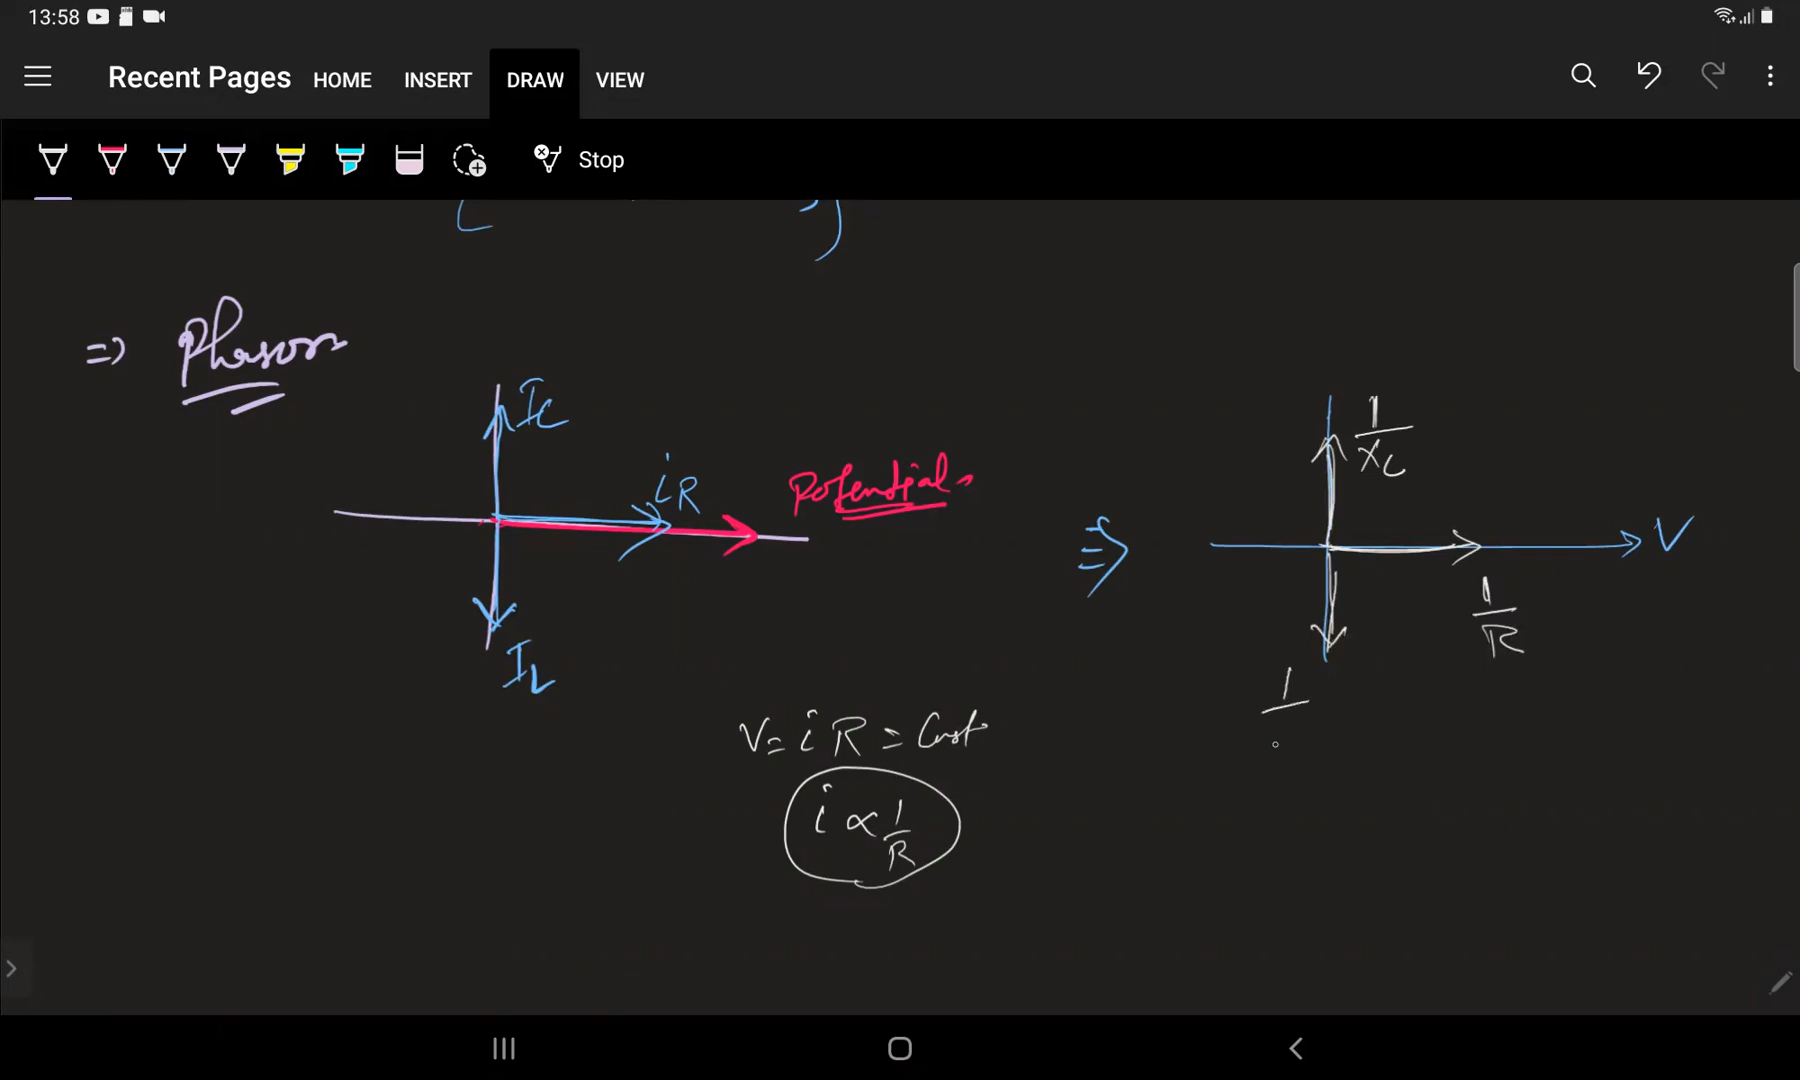 13:58
Recent Pages HOME INSERT DRAW VIEW
Stop
=> Phasor
IC
iR
Potential
IL
V = iR = Const
i ∝ 1/R
1/XC
V
1/R
1